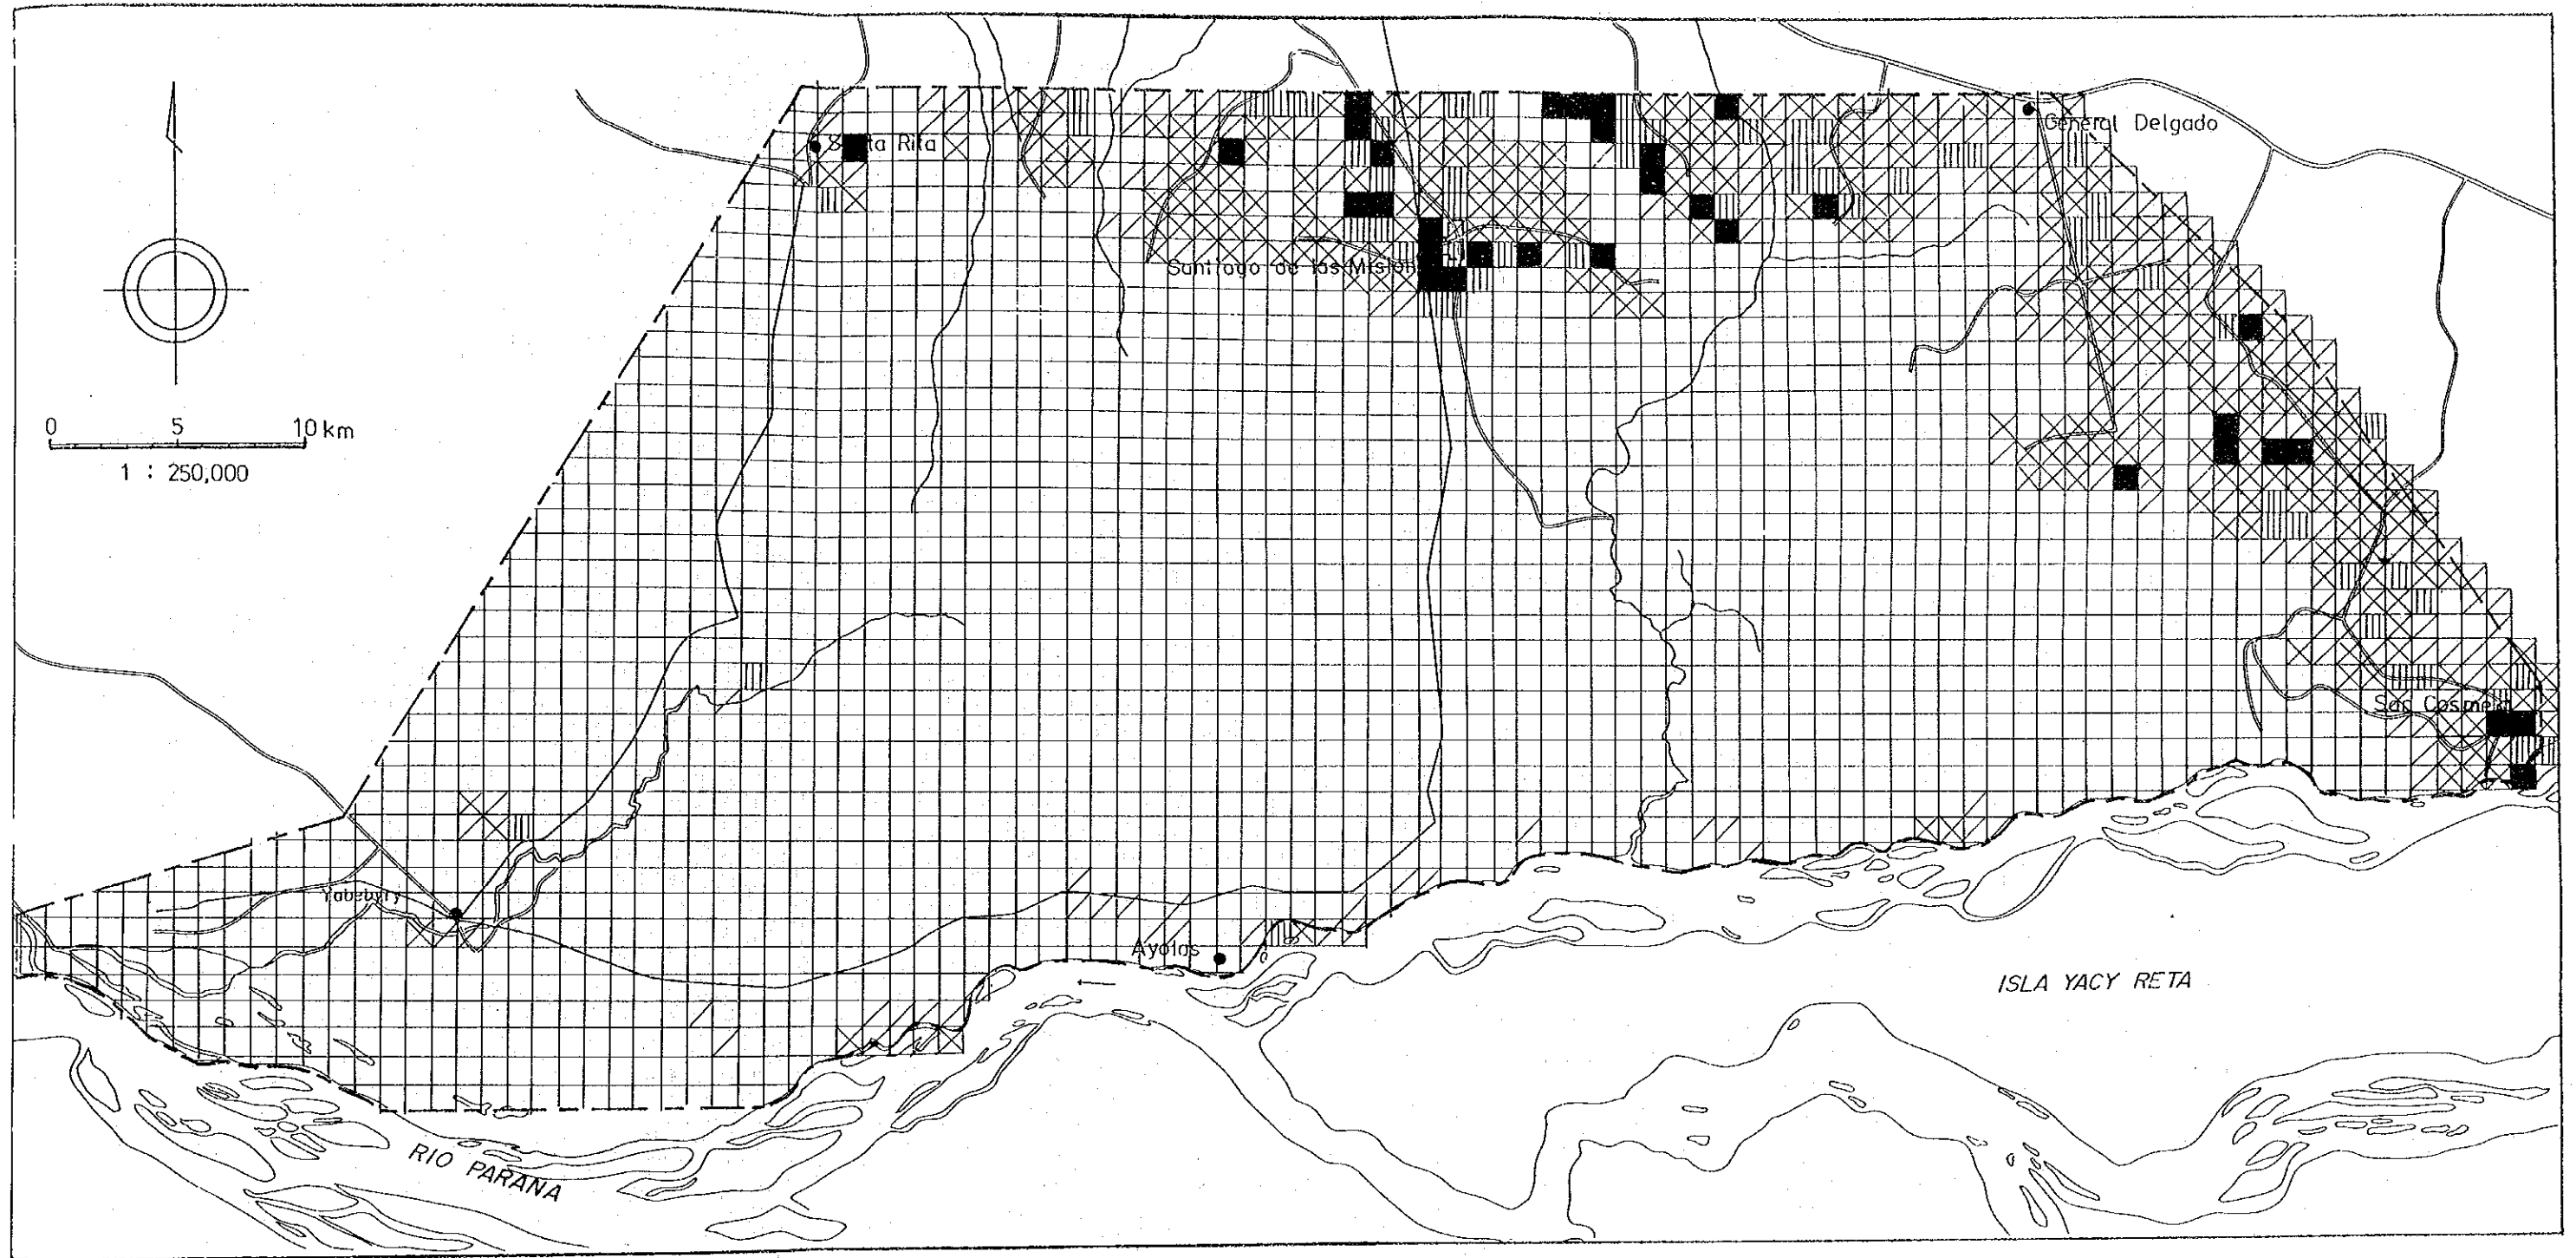 General Delgado
Santa Rita
Santiago de las Mision
0 5 10 km
1 : 250,000
San Cosme
Yabebyry
Ayolas
ISLA YACY RETA
RIO PARANA